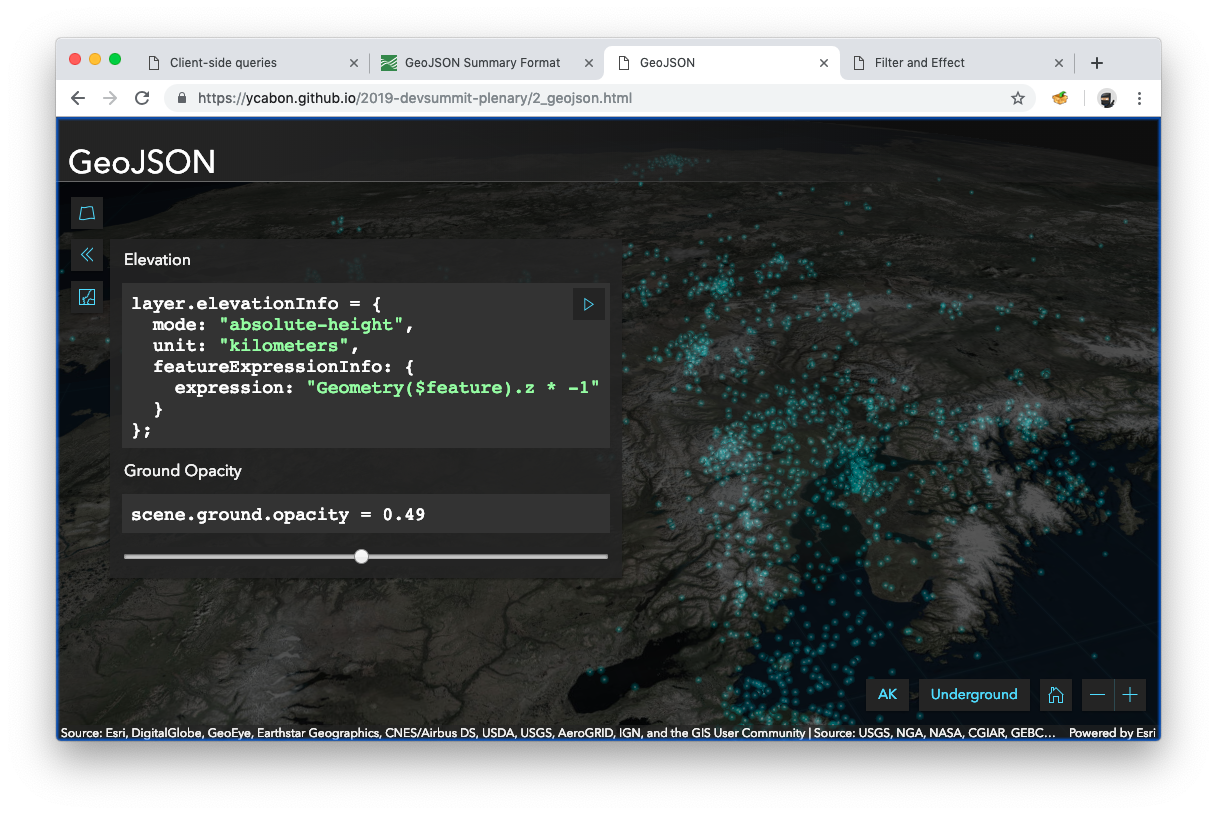 Client-side queries
GeoJSON Summary Format
GeoJSON
Filter and Effect
https://ycabon.github.io/2019-devsummit-plenary/2_geojson.html
GeoJSON
Elevation
layer.elevationInfo = {
mode: "absolute-height",
unit: "kilometers",
featureExpressionInfo: {
expression: "Geometry($feature).z * -1"
}
};
Ground Opacity
scene.ground.opacity = 0.49
AK
Underground
Source: Esri, DigitalGlobe, GeoEye, Earthstar Geographics, CNES/Airbus DS, USDA, USGS, AeroGRID, IGN, and the GIS User Community | Source: USGS, NGA, NASA, CGIAR, GEBC...
Powered by Esri